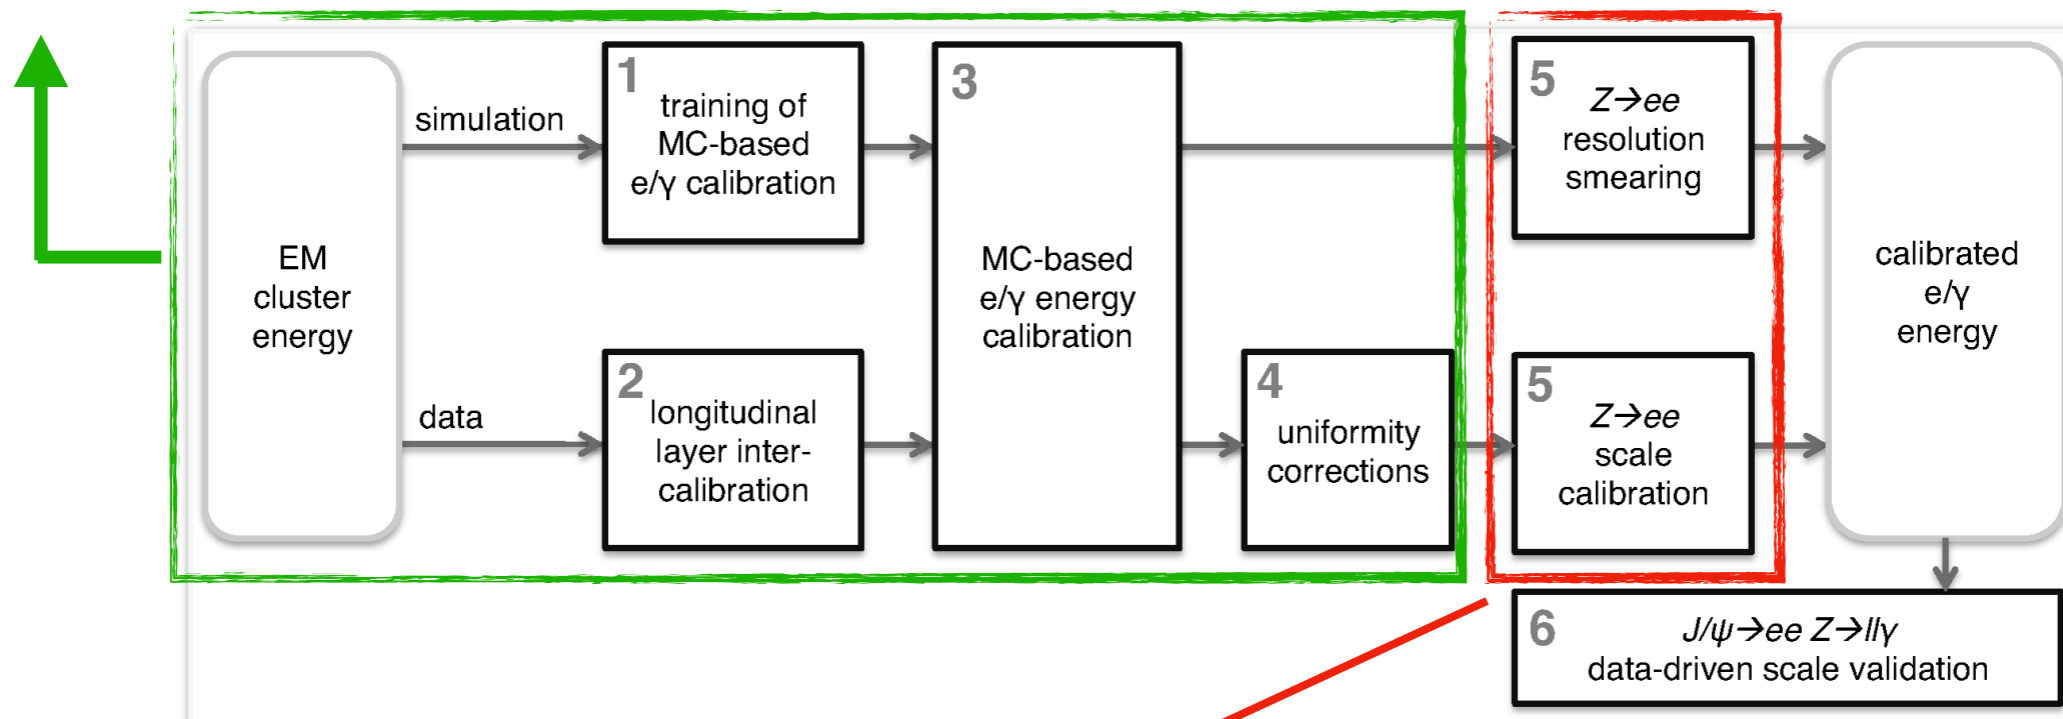 EM
cluster
energy
simulation
data
1
training of
MC-based
e/γ calibration
2
longitudinal
layer inter-
calibration
3
MC-based
e/γ energy
calibration
4
uniformity
corrections
5
Z→ee
resolution
smearing
5
Z→ee
scale
calibration
calibrated
e/γ
energy
6
J/ψ→ee Z→llγ
data-driven scale validation